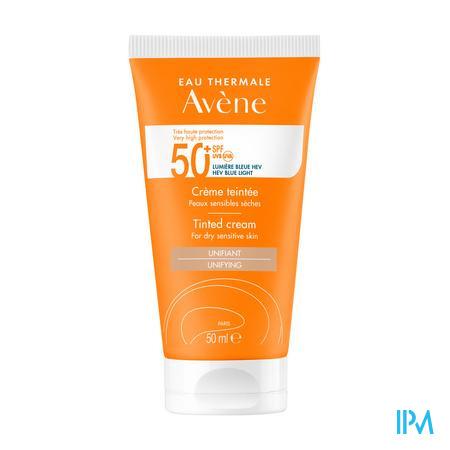 EAU THERMALE
Avène
Très haute protection
Very high protection
50+ SPF
UVB UVA
LUMIÈRE BLEUE HEV
HEV BLUE LIGHT
Crème teintée
Peaux sensibles sèches
Tinted cream
For dry sensitive skin
UNIFIANT
UNIFYING
PARIS
50 ml e
IPM